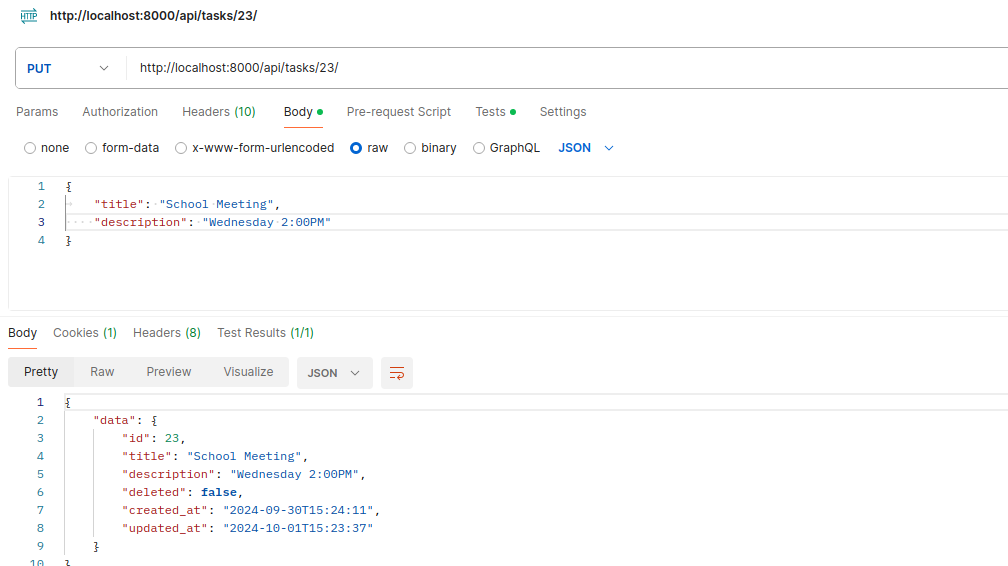 HTTP http://localhost:8000/api/tasks/23/
PUT http://localhost:8000/api/tasks/23/
Params Authorization Headers (10) Body Pre-request Script Tests Settings
none form-data x-www-form-urlencoded raw binary GraphQL JSON
1 {
2 "title": "School Meeting",
3 "description": "Wednesday 2:00PM"
4 }
Body Cookies (1) Headers (8) Test Results (1/1)
Pretty Raw Preview Visualize JSON
1 {
2 "data": {
3 "id": 23,
4 "title": "School Meeting",
5 "description": "Wednesday 2:00PM",
6 "deleted": false,
7 "created_at": "2024-09-30T15:24:11",
8 "updated_at": "2024-10-01T15:23:37"
9 }
10 }